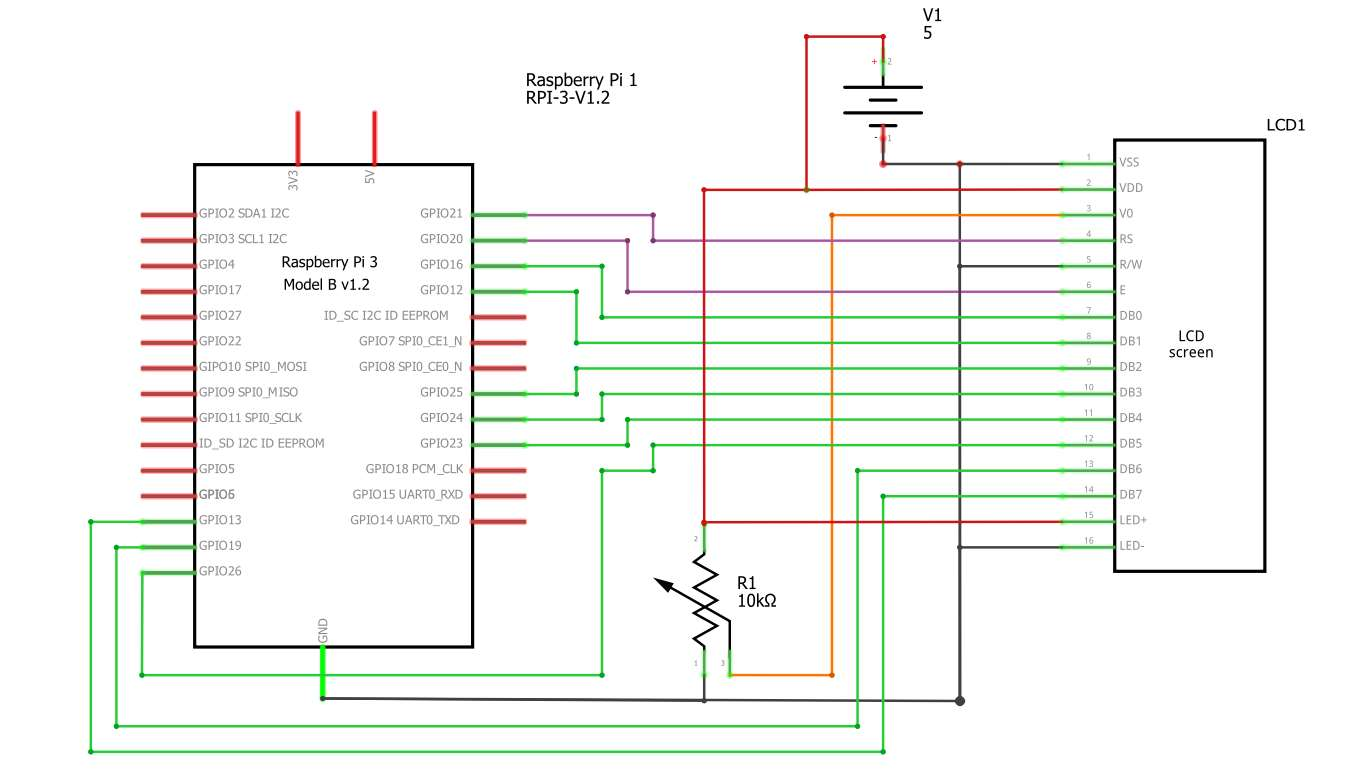 V1
5
+
2
-
1
Raspberry Pi 1
RPI-3-V1.2
LCD1
3V3
5V
GPIO2 SDA1 I2C
GPIO3 SCL1 I2C
GPIO4
GPIO17
GPIO27
GPIO22
GIPO10 SPI0_MOSI
GPIO9 SPI0_MISO
GPIO11 SPI0_SCLK
ID_SD I2C ID EEPROM
GPIO5
GPIO6
GPIO13
GPIO19
GPIO26
Raspberry Pi 3
Model B v1.2
GPIO21
GPIO20
GPIO16
GPIO12
ID_SC I2C ID EEPROM
GPIO7 SPI0_CE1_N
GPIO8 SPI0_CE0_N
GPIO25
GPIO24
GPIO23
GPIO18 PCM_CLK
GPIO15 UART0_RXD
GPIO14 UART0_TXD
GND
2
R1
10kΩ
1
3
1 VSS
2 VDD
3 V0
4 RS
5 R/W
6 E
7 DB0
8 DB1
9 DB2
10 DB3
11 DB4
12 DB5
13 DB6
14 DB7
15 LED+
16 LED-
LCD
screen